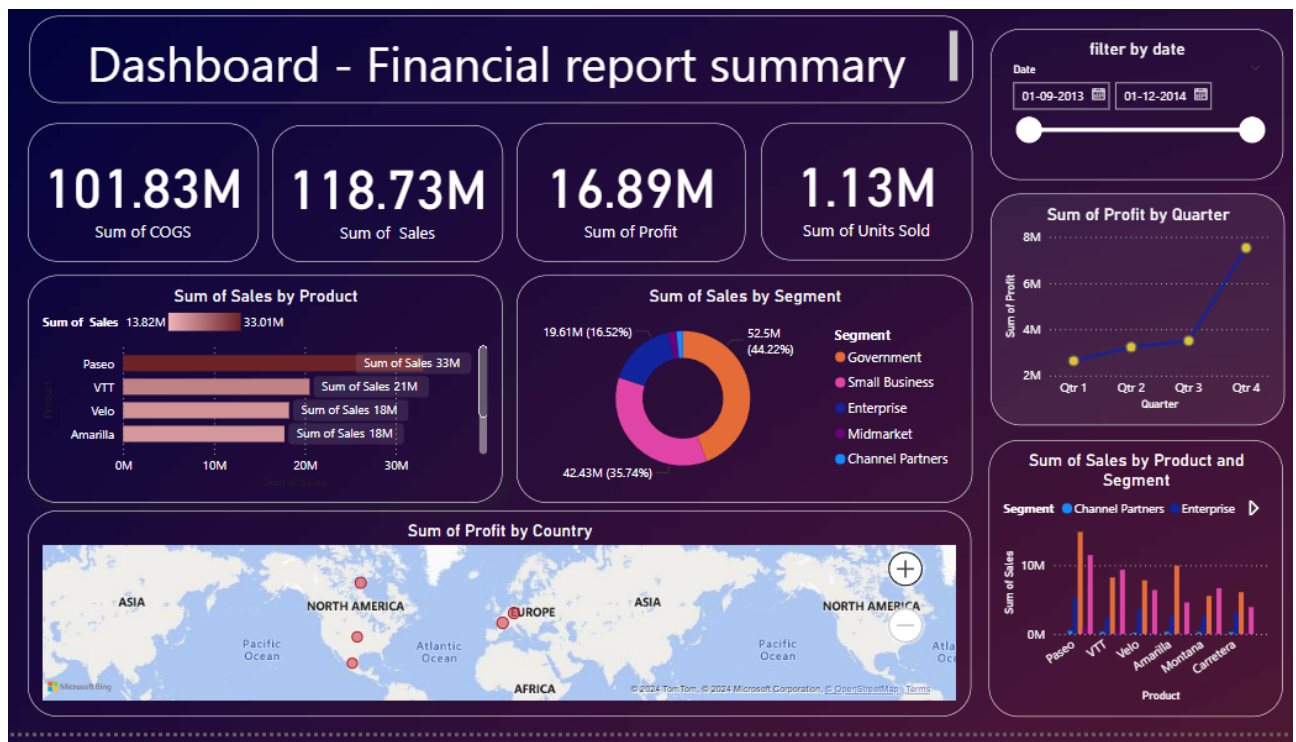 Dashboard - Financial report summary
filter by date
Date
01-09-2013 01-12-2014
101.83M
Sum of COGS
118.73M
Sum of Sales
16.89M
Sum of Profit
1.13M
Sum of Units Sold
Sum of Profit by Quarter
8M
6M
4M
2M
Sum of Profit
Qtr 1 Qtr 2 Qtr 3 Qtr 4
Quarter
Sum of Sales by Product
Sum of Sales 13.82M 33.01M
Product
Paseo Sum of Sales 33M
VTT Sum of Sales 21M
Velo Sum of Sales 18M
Amarilla Sum of Sales 18M
0M 10M 20M 30M
Sum of Sales
Sum of Sales by Segment
19.61M (16.52%)
52.5M
(44.22%)
42.43M (35.74%)
Segment
Government
Small Business
Enterprise
Midmarket
Channel Partners
Sum of Sales by Product and
Segment
Segment Channel Partners Enterprise
Sum of Sales
10M
0M
Paseo VTT Velo Amarilla Montana Carretera
Product
Sum of Profit by Country
ASIA NORTH AMERICA EUROPE ASIA NORTH AMERICA
Pacific
Ocean
Atlantic
Ocean
Pacific
Ocean
Atla
Oc
AFRICA
Microsoft Bing
© 2024 TomTom, © 2024 Microsoft Corporation, © OpenStreetMap Terms